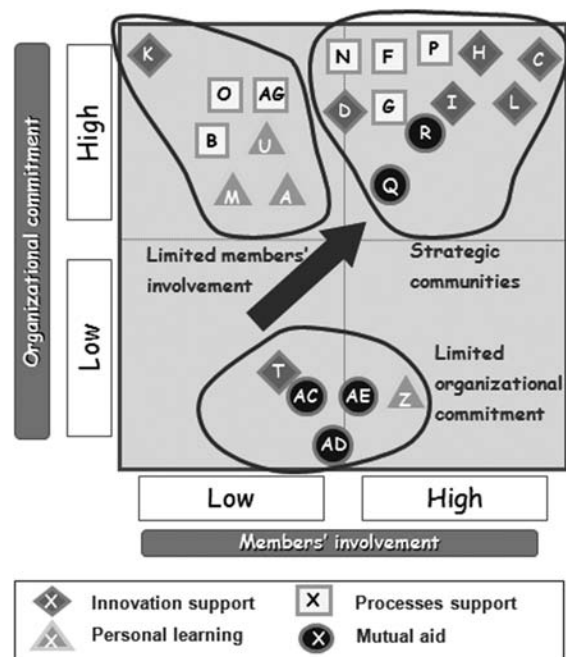 Organizational commitment
High
Low
K
O
AG
B
U
M
A
N
F
P
H
C
D
G
I
L
R
Q
Limited members'
involvement
Strategic
communities
Limited
organizational
commitment
T
AC
AE
Z
AD
Low
High
Members' involvement
X Innovation support
X Processes support
X Personal learning
X Mutual aid